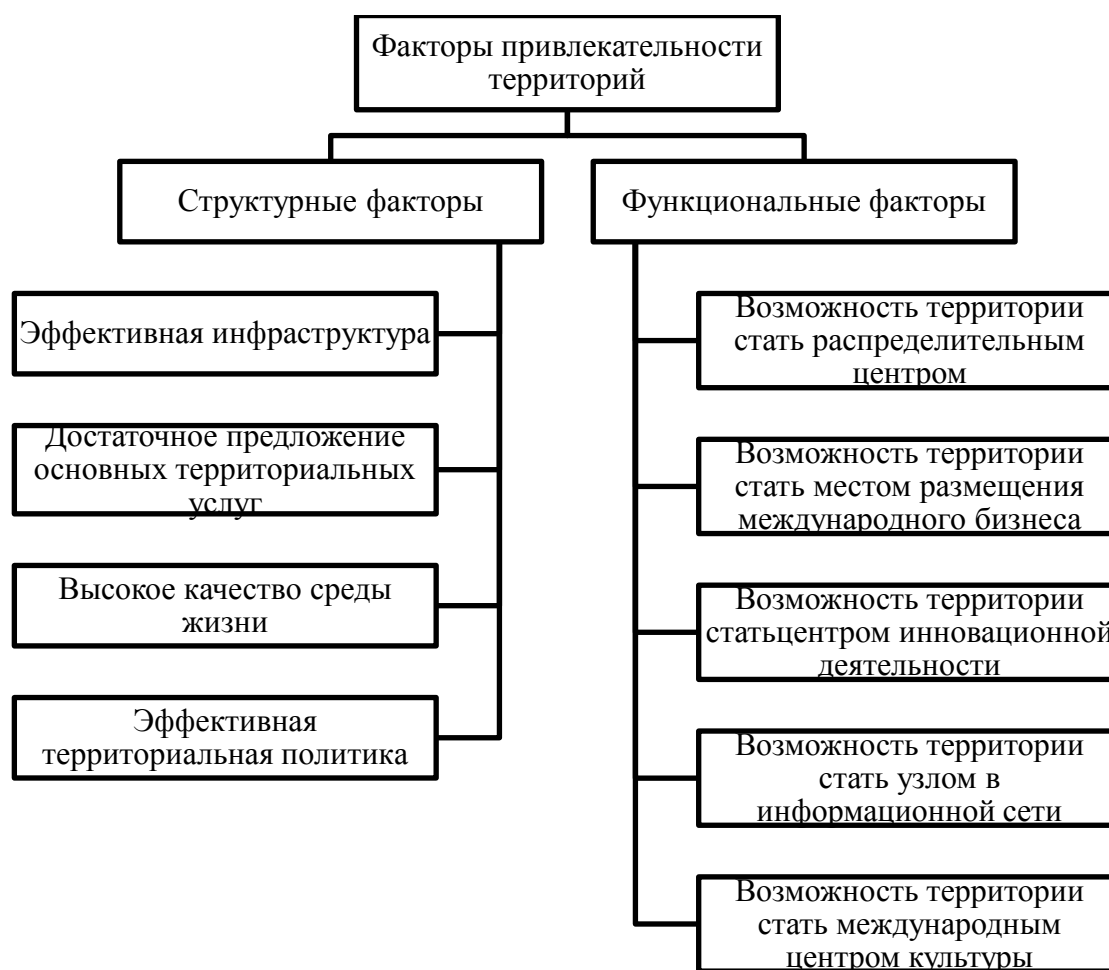 Факторы привлекательности
территорий
Структурные факторы
Функциональные факторы
Эффективная инфраструктура
Достаточное предложение
основных территориальных
услуг
Высокое качество среды
жизни
Эффективная
территориальная политика
Возможность территории
стать распределительным
центром
Возможность территории
стать местом размещения
международного бизнеса
Возможность территории
статьцентром инновационной
деятельности
Возможность территории
стать узлом в
информационной сети
Возможность территории
стать международным
центром культуры